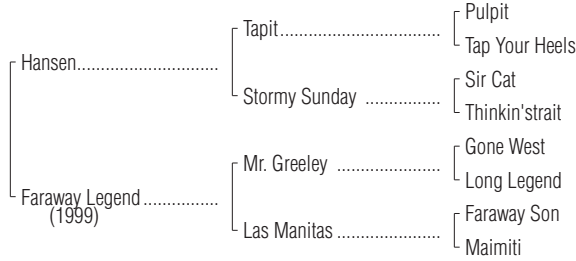 Pulpit
Tapit
Tap Your Heels
Hansen
Sir Cat
Stormy Sunday
Thinkin'strait
Gone West
Mr. Greeley
Long Legend
Faraway Legend
(1999)
Faraway Son
Las Manitas
Maimiti